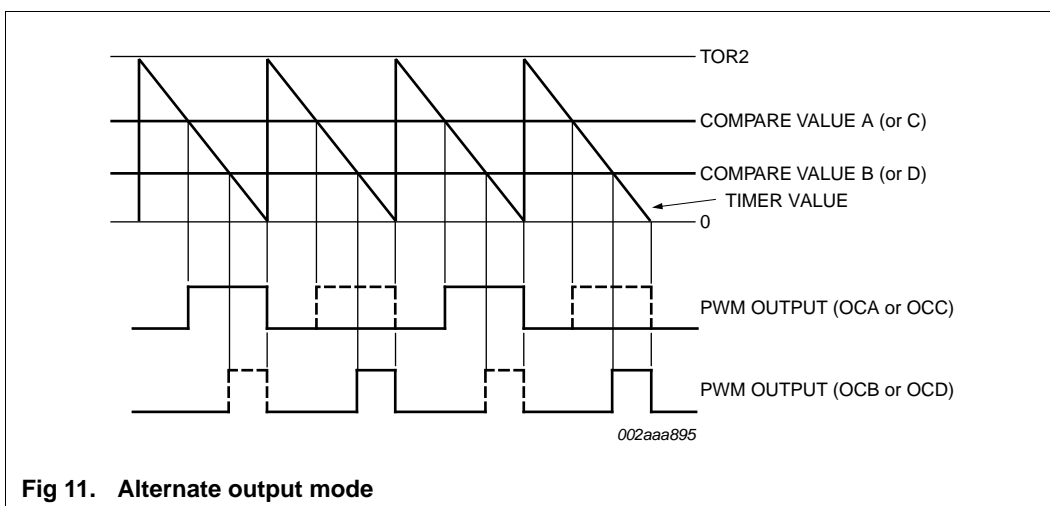 TOR2
COMPARE VALUE A (or C)
COMPARE VALUE B (or D)
TIMER VALUE
0
PWM OUTPUT (OCA or OCC)
PWM OUTPUT (OCB or OCD)
002aaa895
Fig 11. Alternate output mode